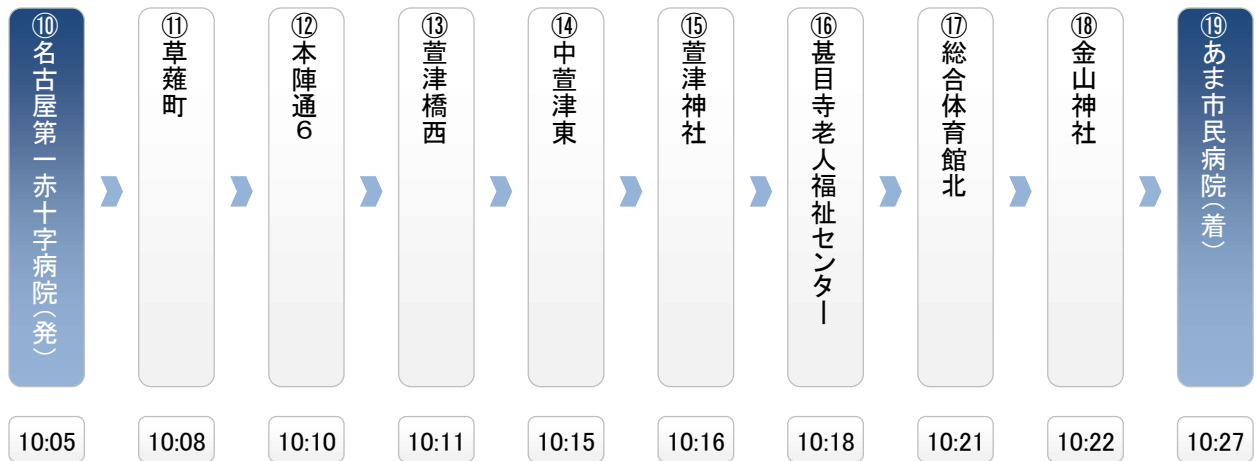 ⑩名古屋第一赤十字病院（発）
⑪草薙町
⑫本陣通６
⑬萱津橋西
⑭中萱津東
⑮萱津神社
⑯甚目寺老人福祉センター
⑰総合体育館北
⑱金山神社
⑲あま市民病院（着）
10:05
10:08
10:10
10:11
10:15
10:16
10:18
10:21
10:22
10:27